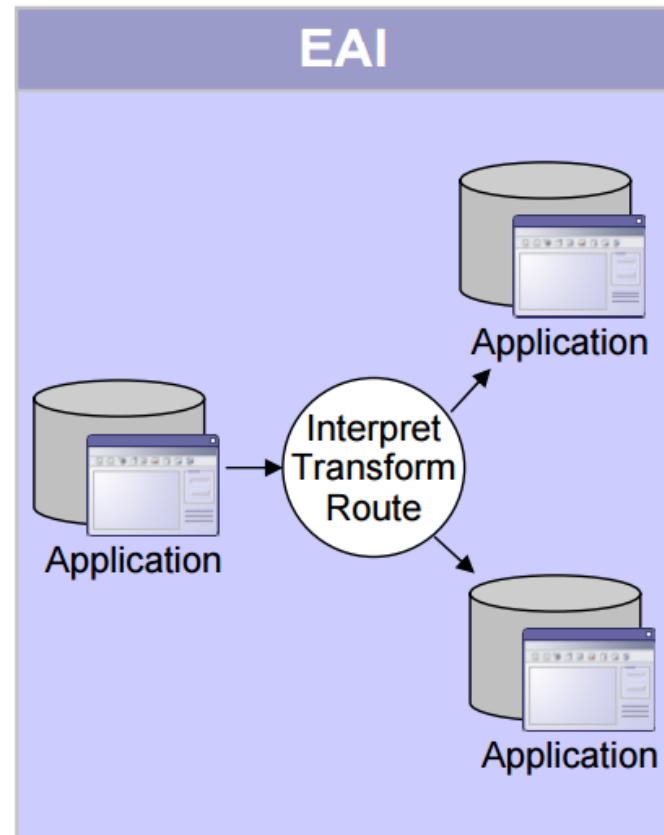 EAI
Application
Interpret
Transform
Route
Application
Application